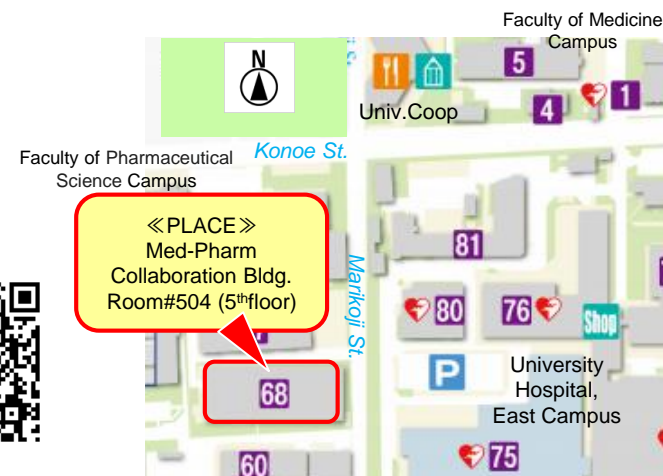 Faculty of Medicine
Campus
N
5
Univ.Coop
4
1
Konoe St.
Faculty of Pharmaceutical
Science Campus
≪PLACE≫
Med-Pharm
Collaboration Bldg.
Room#504 (5thfloor)
81
Marikoji St.
80
76
Shop
P
University
Hospital,
East Campus
68
60
75